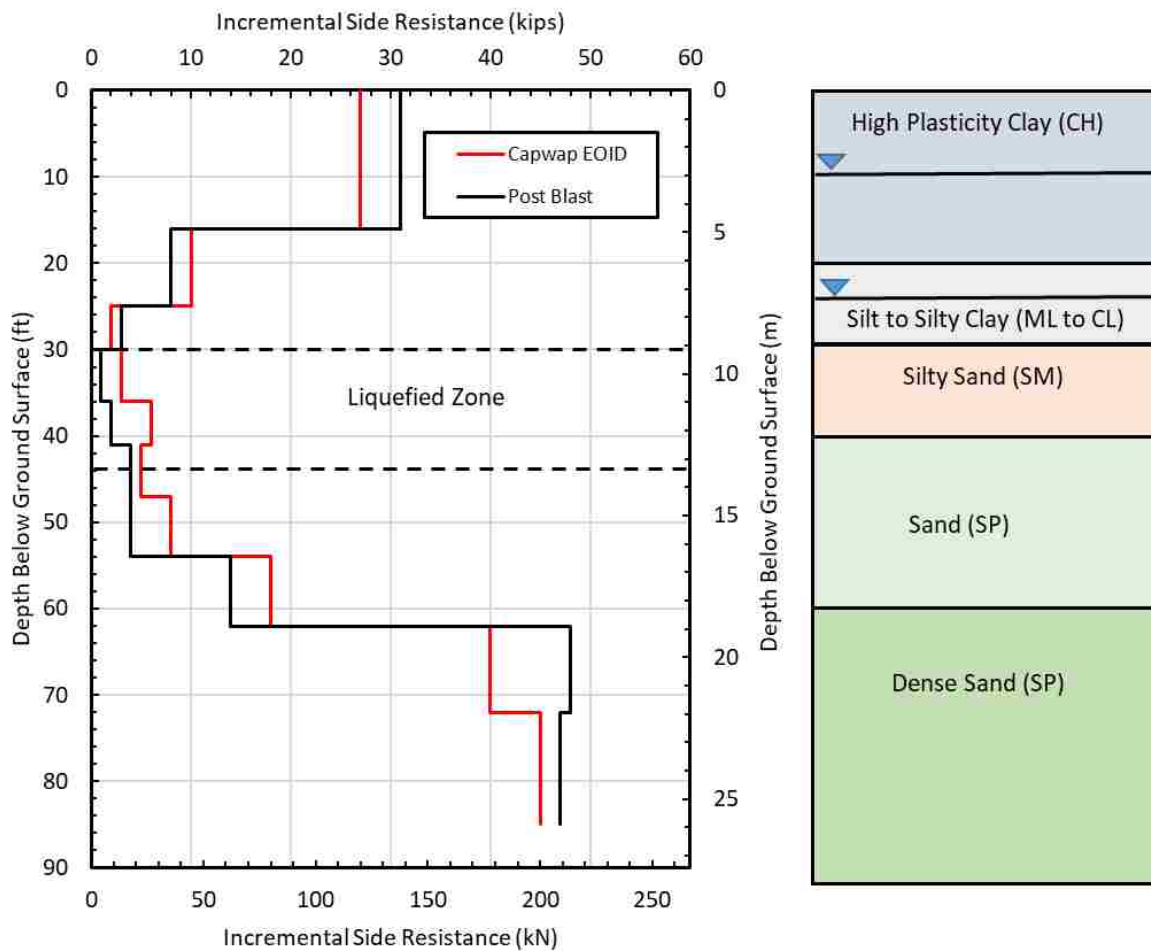 Incremental Side Resistance (kips)
0 10 20 30 40 50 60
Depth Below Ground Surface (ft)
0
10
20
30
40
50
60
70
80
90
Capwap EOID
Post Blast
Liquefied Zone
0
5
10
15
20
25
Depth Below Ground Surface (m)
0 50 100 150 200 250
Incremental Side Resistance (kN)
High Plasticity Clay (CH)
Silt to Silty Clay (ML to CL)
Silty Sand (SM)
Sand (SP)
Dense Sand (SP)